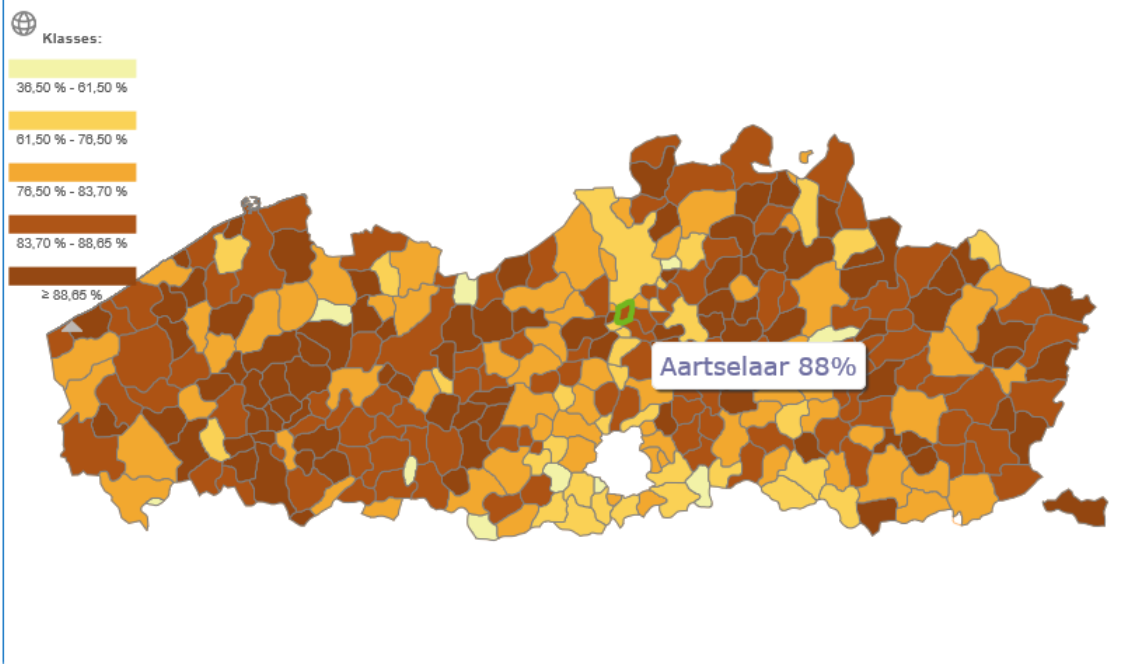 Klasses:
36,50 % - 61,50 %
61,50 % - 76,50 %
76,50 % - 83,70 %
83,70 % - 88,65 %
≥ 88,65 %
Aartselaar 88%